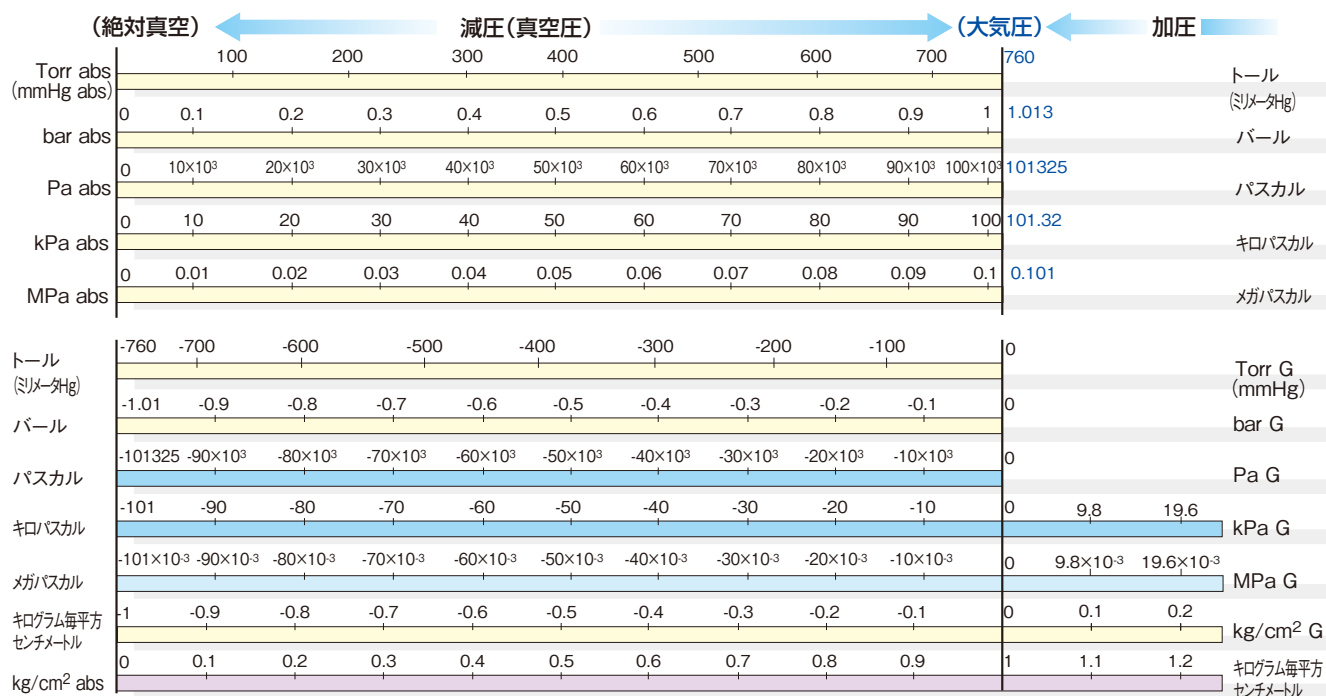 (絶対真空) 減圧(真空圧) (大気圧) 加圧
100 200 300 400 500 600 700 760
Torr abs
(mmHg abs)
トール
(ミリメータHg)
0 0.1 0.2 0.3 0.4 0.5 0.6 0.7 0.8 0.9 1 1.013
bar abs バール
0 10×10³ 20×10³ 30×10³ 40×10³ 50×10³ 60×10³ 70×10³ 80×10³ 90×10³ 100×10³ 101325
Pa abs パスカル
0 10 20 30 40 50 60 70 80 90 100 101.32
kPa abs キロパスカル
0 0.01 0.02 0.03 0.04 0.05 0.06 0.07 0.08 0.09 0.1 0.101
MPa abs メガパスカル
-760 -700 -600 -500 -400 -300 -200 -100 0
トール
(ミリメータHg)
Torr G
(mmHg)
-1.01 -0.9 -0.8 -0.7 -0.6 -0.5 -0.4 -0.3 -0.2 -0.1 0
バール bar G
-101325 -90×10³ -80×10³ -70×10³ -60×10³ -50×10³ -40×10³ -30×10³ -20×10³ -10×10³ 0
パスカル Pa G
-101 -90 -80 -70 -60 -50 -40 -30 -20 -10 0 9.8 19.6
キロパスカル kPa G
-101×10⁻³ -90×10⁻³ -80×10⁻³ -70×10⁻³ -60×10⁻³ -50×10⁻³ -40×10⁻³ -30×10⁻³ -20×10⁻³ -10×10⁻³ 0 9.8×10⁻³ 19.6×10⁻³
メガパスカル MPa G
-1 -0.9 -0.8 -0.7 -0.6 -0.5 -0.4 -0.3 -0.2 -0.1 0 0.1 0.2
キログラム毎平方
センチメートル
kg/cm² G
0 0.1 0.2 0.3 0.4 0.5 0.6 0.7 0.8 0.9 1 1.1 1.2
kg/cm² abs
キログラム毎平方
センチメートル